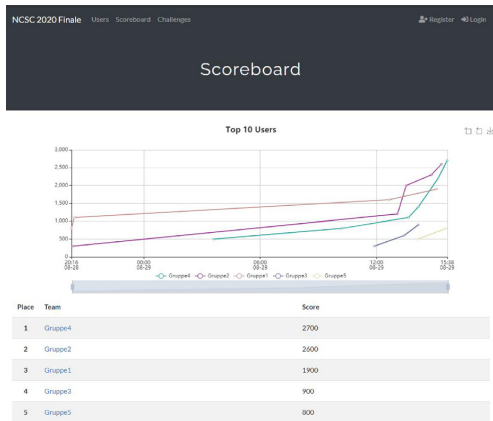 NCSC 2020 Finale Users Scoreboard Challenges Register Login
Scoreboard
Top 10 Users
3,000
2,500
2,000
1,500
1,000
500
0
20:16 00:00 06:00 12:00 15:38
08-28 08-29 08-29 08-29 08-29
Gruppe4 Gruppe2 Gruppe1 Gruppe3 Gruppe5
Place Team Score
1 Gruppe4 2700
2 Gruppe2 2600
3 Gruppe1 1900
4 Gruppe3 900
5 Gruppe5 800